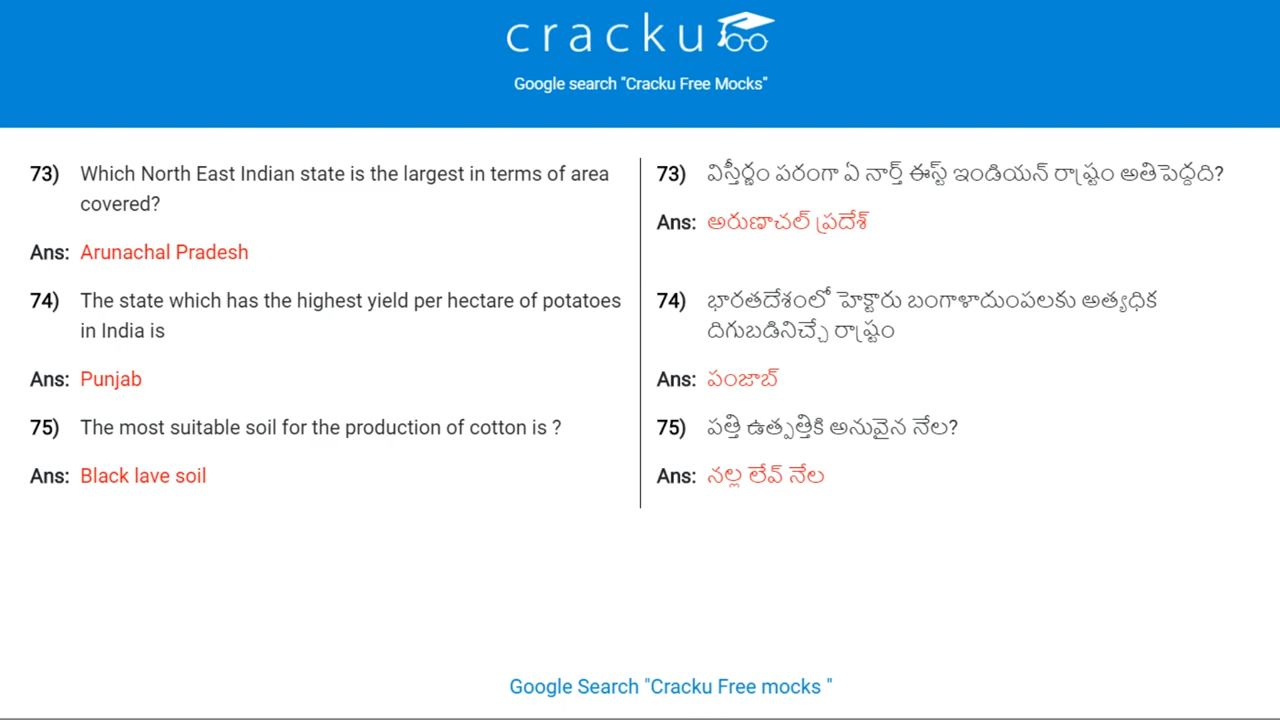 cracku
Google search "Cracku Free Mocks"
73) Which North East Indian state is the largest in terms of area
covered?
Ans: Arunachal Pradesh
74) The state which has the highest yield per hectare of potatoes
in India is
Ans: Punjab
75) The most suitable soil for the production of cotton is ?
Ans: Black lave soil
73) విస్తీర్ణం పరంగా ఏ నార్త్ ఈస్ట్ ఇండియన్ రాష్ట్రం అతిపెద్దది?
Ans: అరుణాచల్ ప్రదేశ్
74) భారతదేశంలో హెక్టారు బంగాళాదుంపలకు అత్యధిక
దిగుబడినిచ్చే రాష్ట్రం
Ans: పంజాబ్
75) పత్తి ఉత్పత్తికి అనువైన నేల?
Ans: నల్ల లేవ్ నేల
Google Search "Cracku Free mocks "